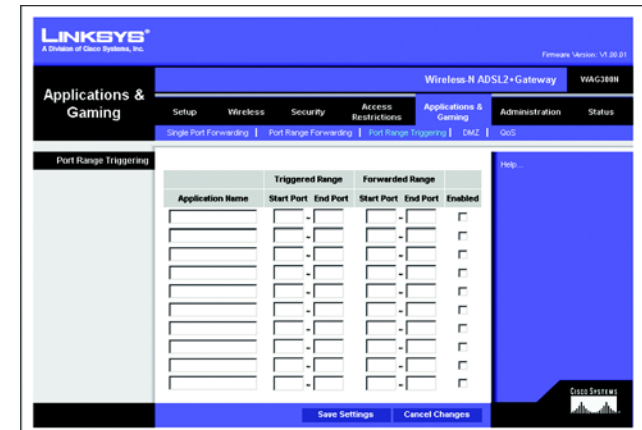 LINKSYS®
A Division of Cisco Systems, Inc.
Firmware Version: V1.00.01
Wireless-N ADSL2+Gateway WAG300N
Applications & Gaming
Setup Wireless Security Access Restrictions Applications & Gaming Administration Status
Single Port Forwarding | Port Range Forwarding | Port Range Triggering | DMZ | QoS
Port Range Triggering
Help...
Triggered Range Forwarded Range
Application Name Start Port End Port Start Port End Port Enabled
~ ~
~ ~
~ ~
~ ~
~ ~
~ ~
~ ~
~ ~
~ ~
~ ~
Save Settings Cancel Changes
CISCO SYSTEMS